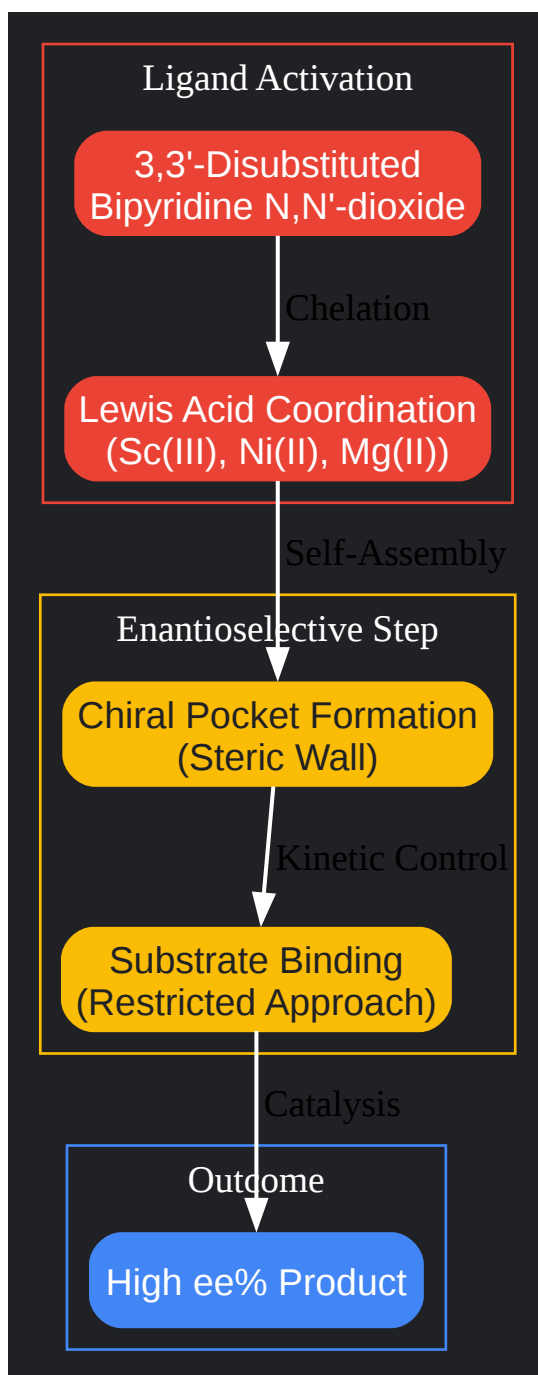 Ligand Activation
3,3'-Disubstituted
Bipyridine N,N'-dioxide
Chelation
Lewis Acid Coordination
(Sc(III), Ni(II), Mg(II))
Self-Assembly
Enantioselective Step
Chiral Pocket Formation
(Steric Wall)
Kinetic Control
Substrate Binding
(Restricted Approach)
Catalysis
Outcome
High ee% Product